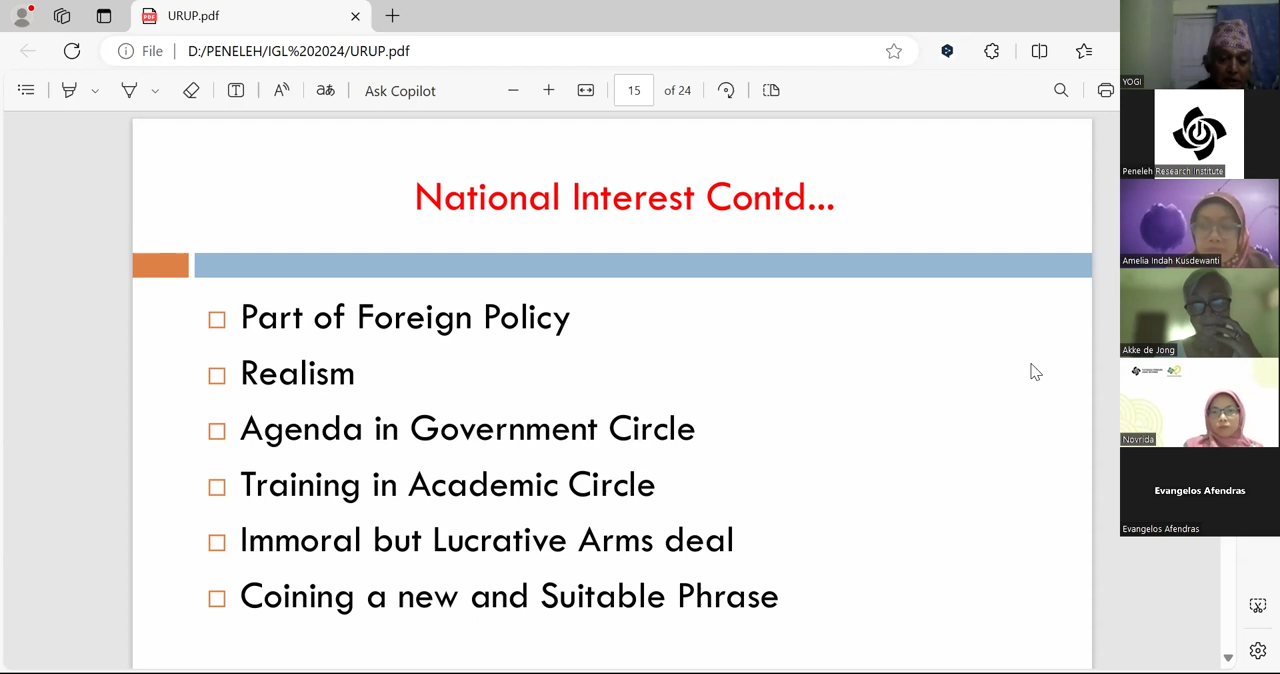 URUP.pdf
File
D:/PENELEH/IGL%202024/URUP.pdf
Ask Copilot
15
of 24
National Interest Contd...
Part of Foreign Policy
Realism
Agenda in Government Circle
Training in Academic Circle
Immoral but Lucrative Arms deal
Coining a new and Suitable Phrase
YOGI
Peneleh Research Institute
Amelia Indah Kusdewanti
Akke de Jong
Novrida
Evangelos Afendras
Evangelos Afendras